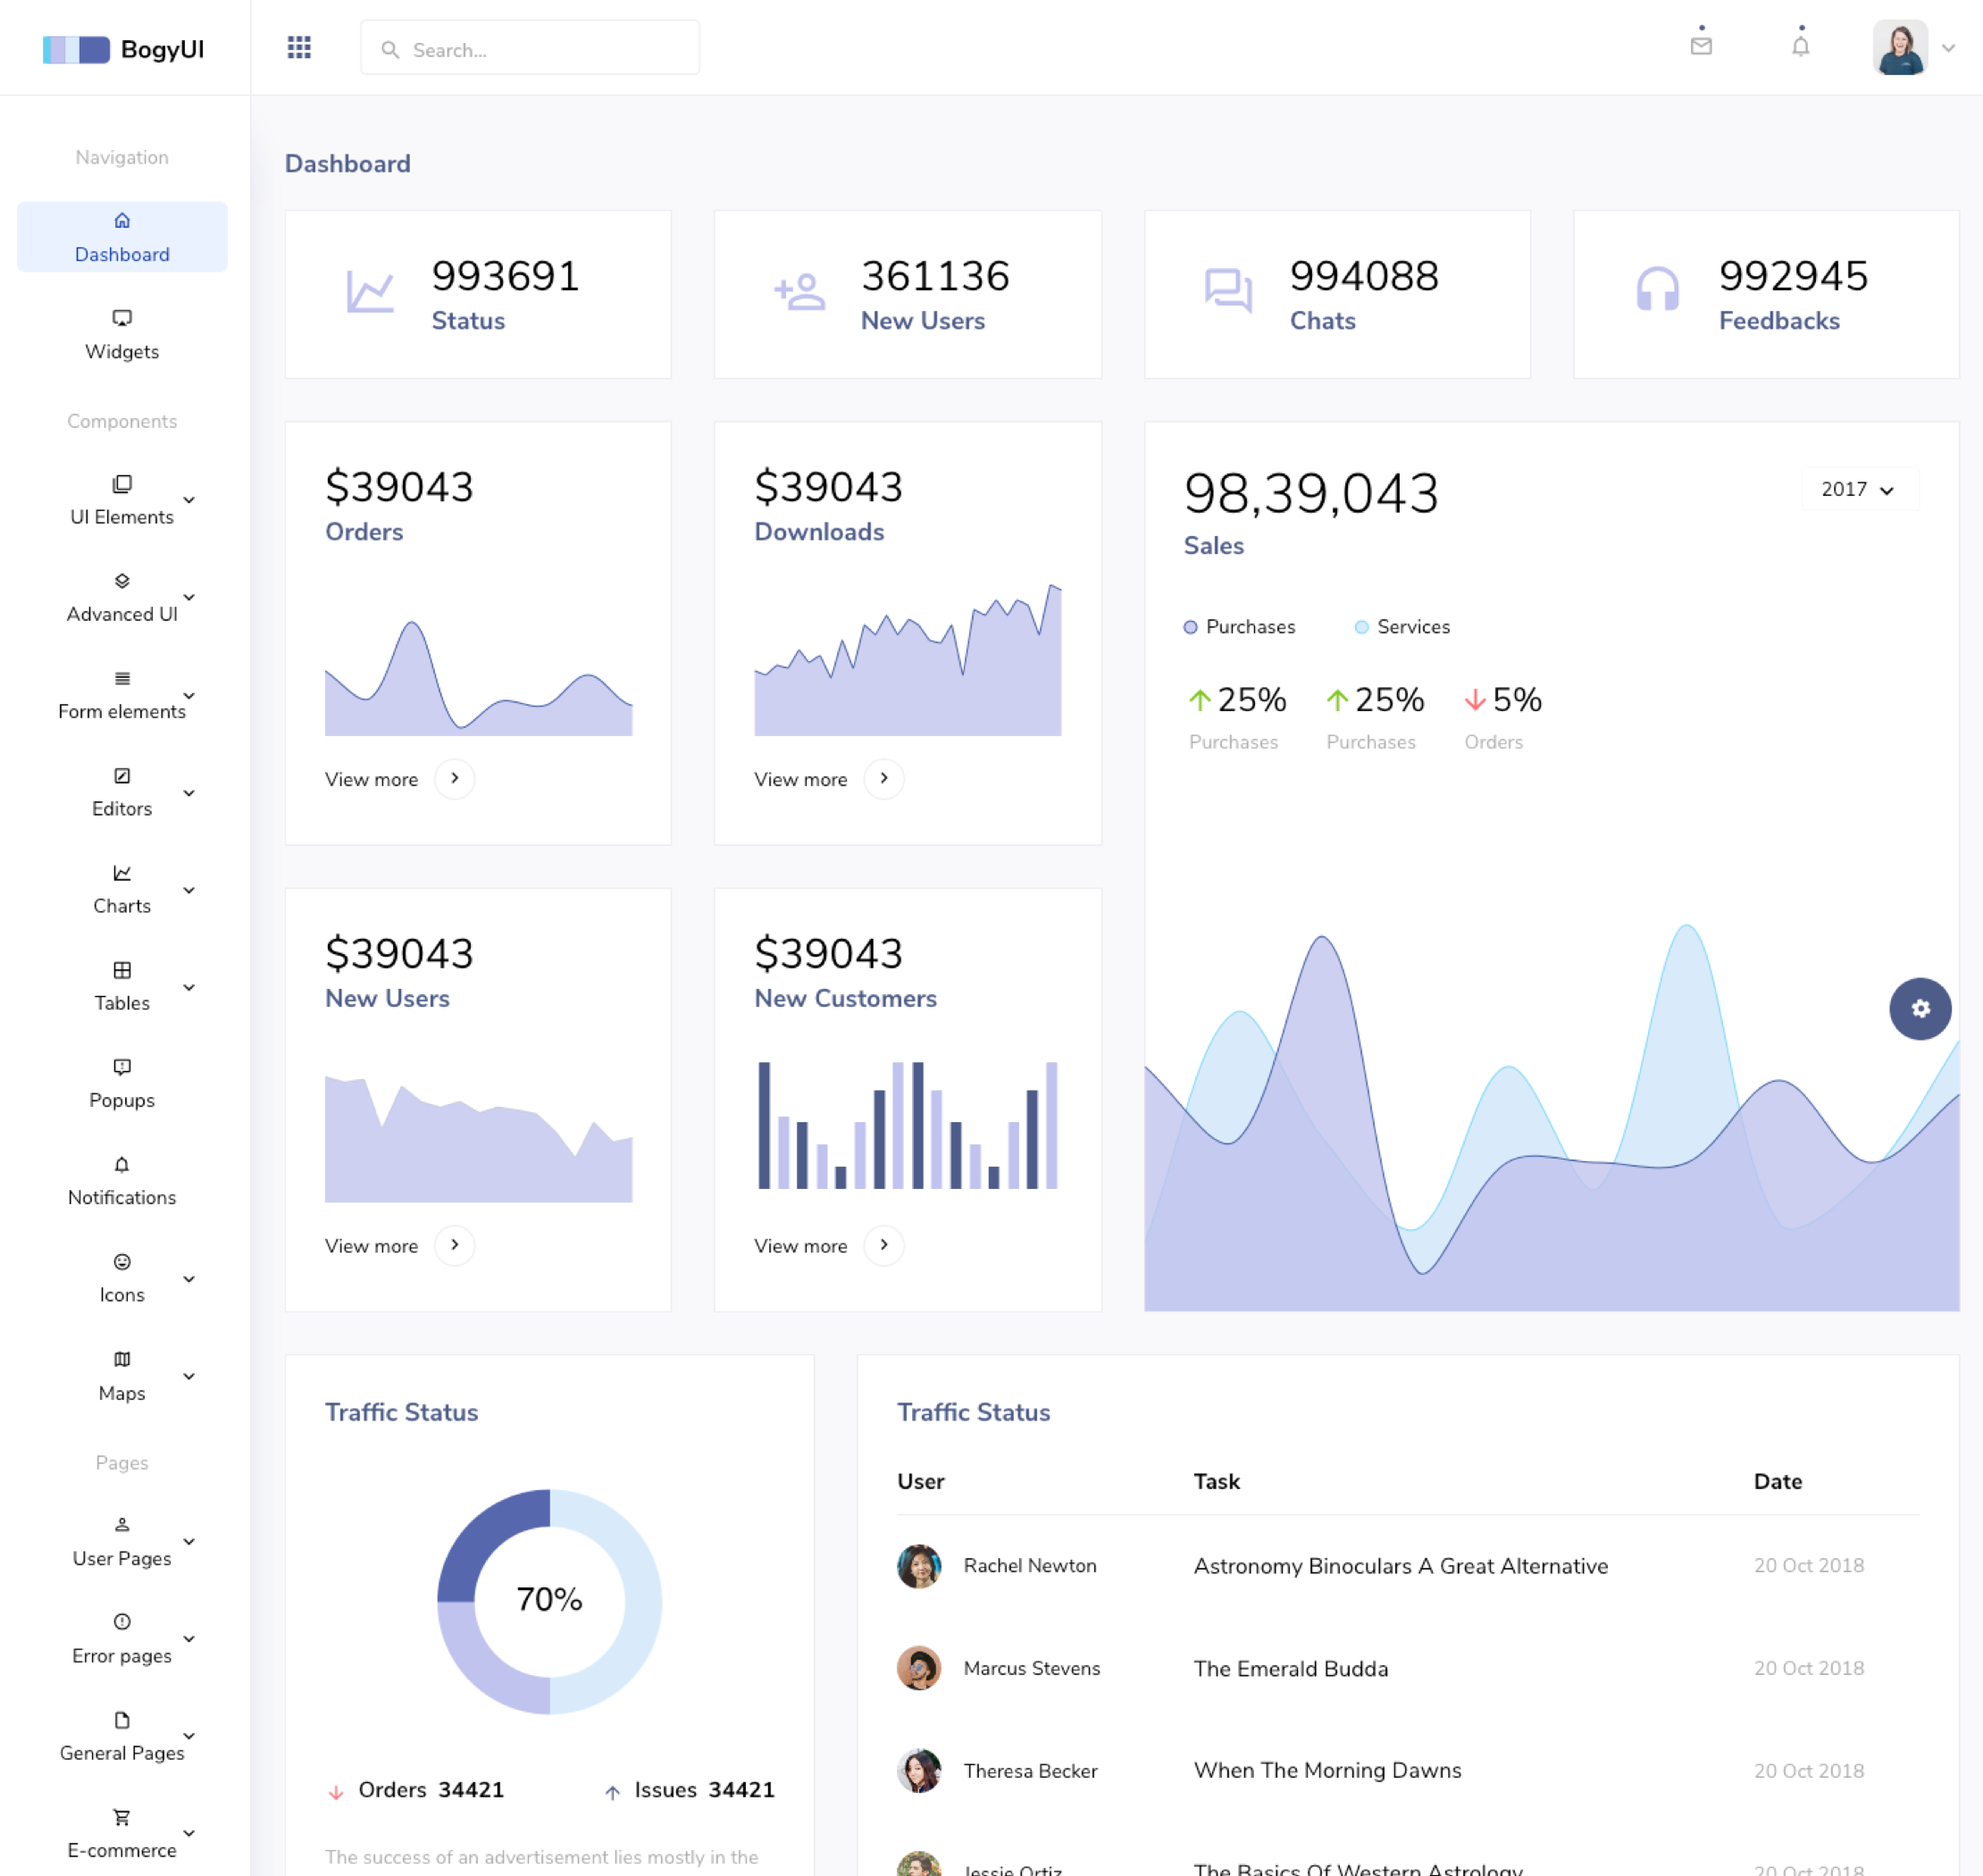 BogyUI
Search...
Navigation
Dashboard
Widgets
Components
UI Elements
Advanced UI
Form elements
Editors
Charts
Tables
Popups
Notifications
Icons
Maps
Pages
User Pages
Error pages
General Pages
E-commerce
Dashboard
993691
Status
361136
New Users
994088
Chats
992945
Feedbacks
$39043
Orders
View more
$39043
Downloads
View more
98,39,043
2017
Sales
Purchases Services
25% 25% 5%
Purchases Purchases Orders
$39043
New Users
View more
$39043
New Customers
View more
Traffic Status
70%
Orders 34421 Issues 34421
The success of an advertisement lies mostly in the
Traffic Status
User Task Date
Rachel Newton Astronomy Binoculars A Great Alternative 20 Oct 2018
Marcus Stevens The Emerald Budda 20 Oct 2018
Theresa Becker When The Morning Dawns 20 Oct 2018
Jessie Ortiz The Basics Of Western Astrology 20 Oct 2018